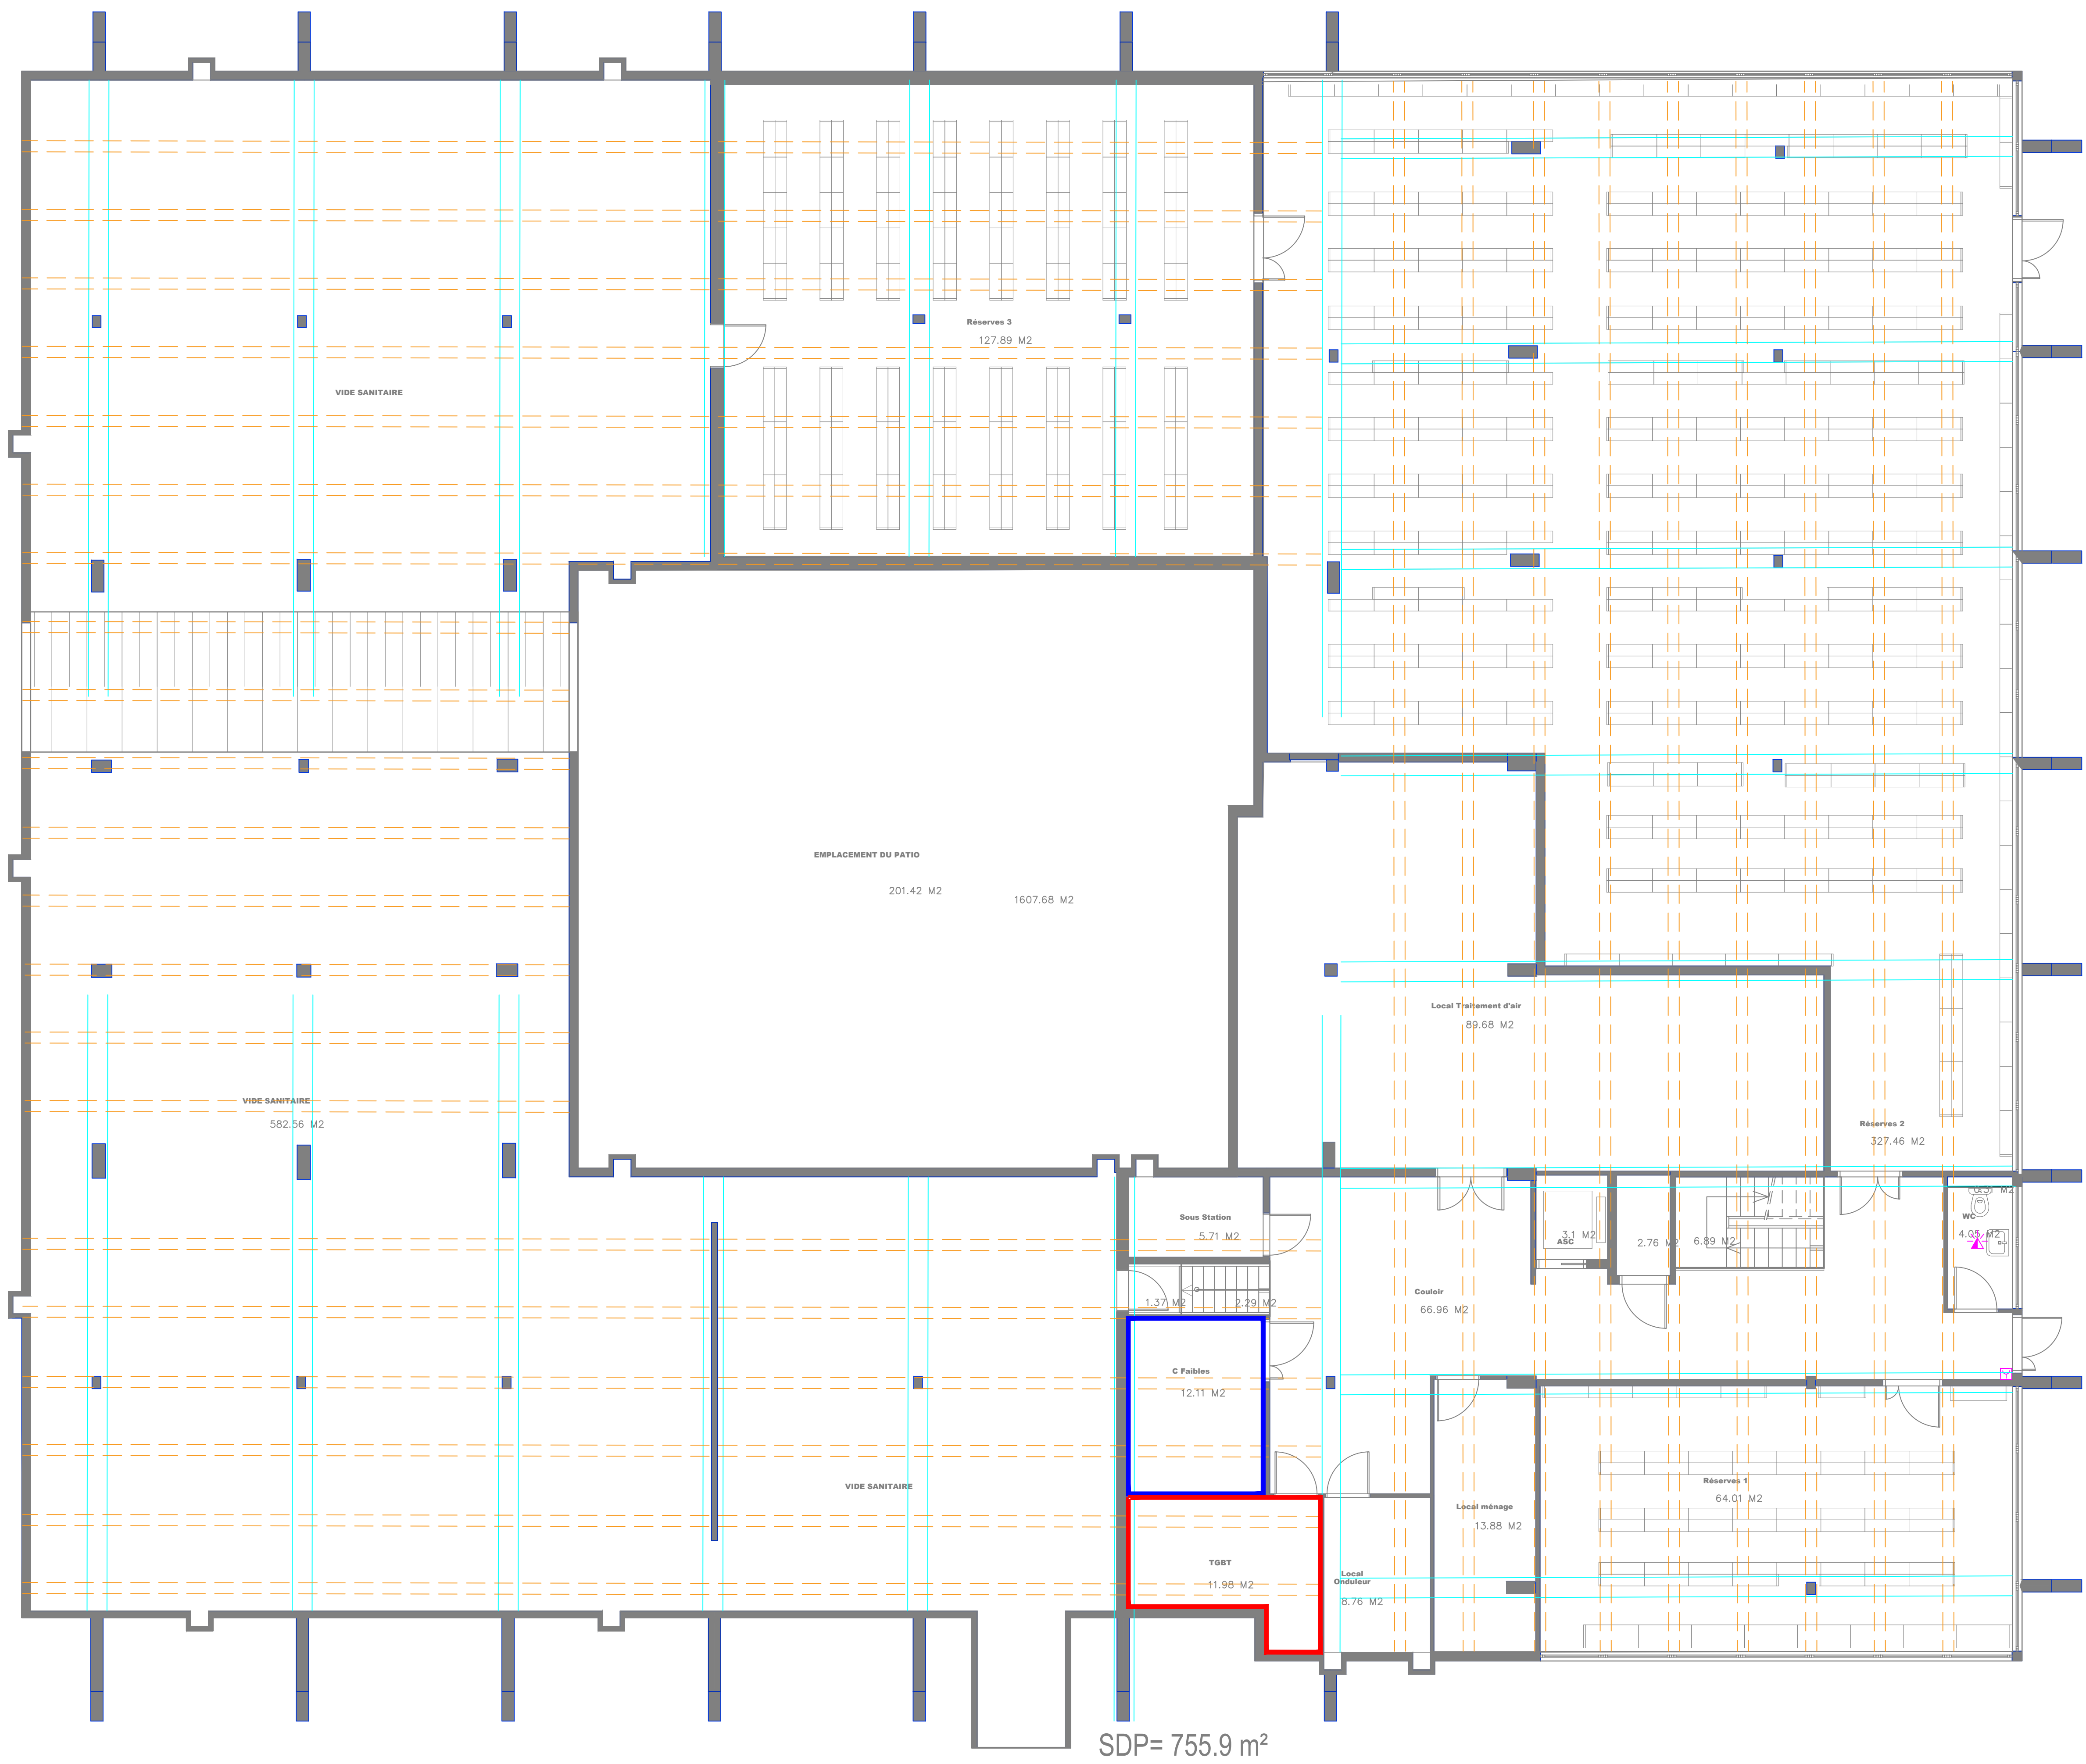 Réserves 3
127.89 M2
VIDE SANITAIRE
EMPLACEMENT DU PATIO
201.42 M2
1607.68 M2
Local Traitement d'air
89.68 M2
VIDE SANITAIRE
582.56 M2
Réserves 2
327.46 M2
Sous Station
5.71 M2
WC
4.05 M2
3.1 M2
ASC
2.76 M2
6.89 M2
Couloir
66.96 M2
1.37 M2
2.29 M2
C Faibles
12.11 M2
VIDE SANITAIRE
Réserves 1
64.01 M2
Local ménage
13.88 M2
TGBT
11.98 M2
Local
Onduleur
8.76 M2
SDP= 755.9 m²